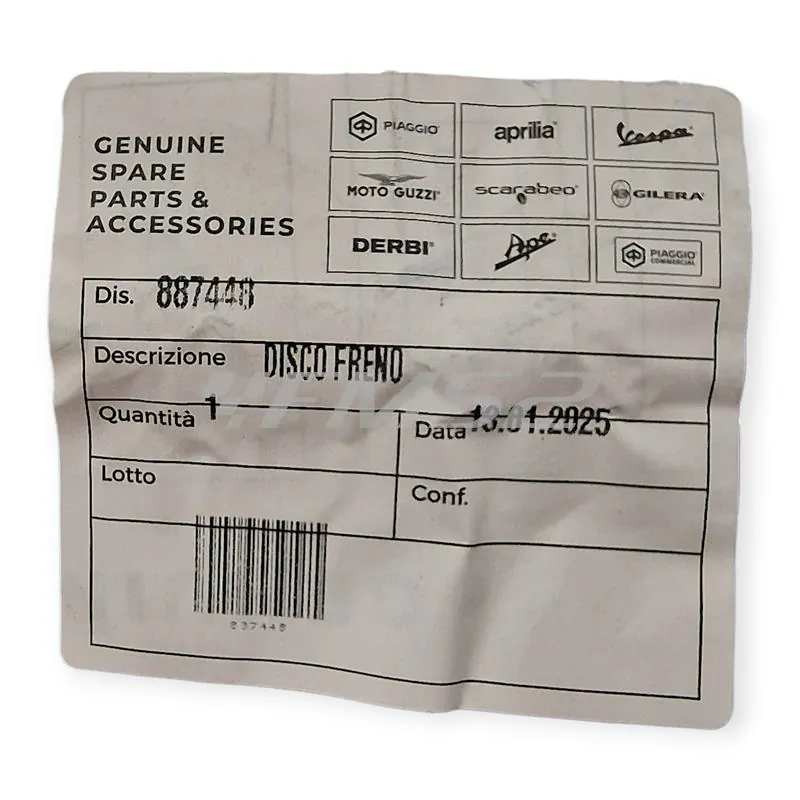 GENUINE
SPARE
PARTS &
ACCESSORIES
PIAGGIO®
aprilia®
Vespa®
MOTO GUZZI®
scarabeo®
GILERA®
DERBI®
Ape®
PIAGGIO
COMMERCIAL
Dis. 887448
Descrizione DISCO FRENO
Quantità 1
Data 13.01.2025
Lotto
Conf.
887448